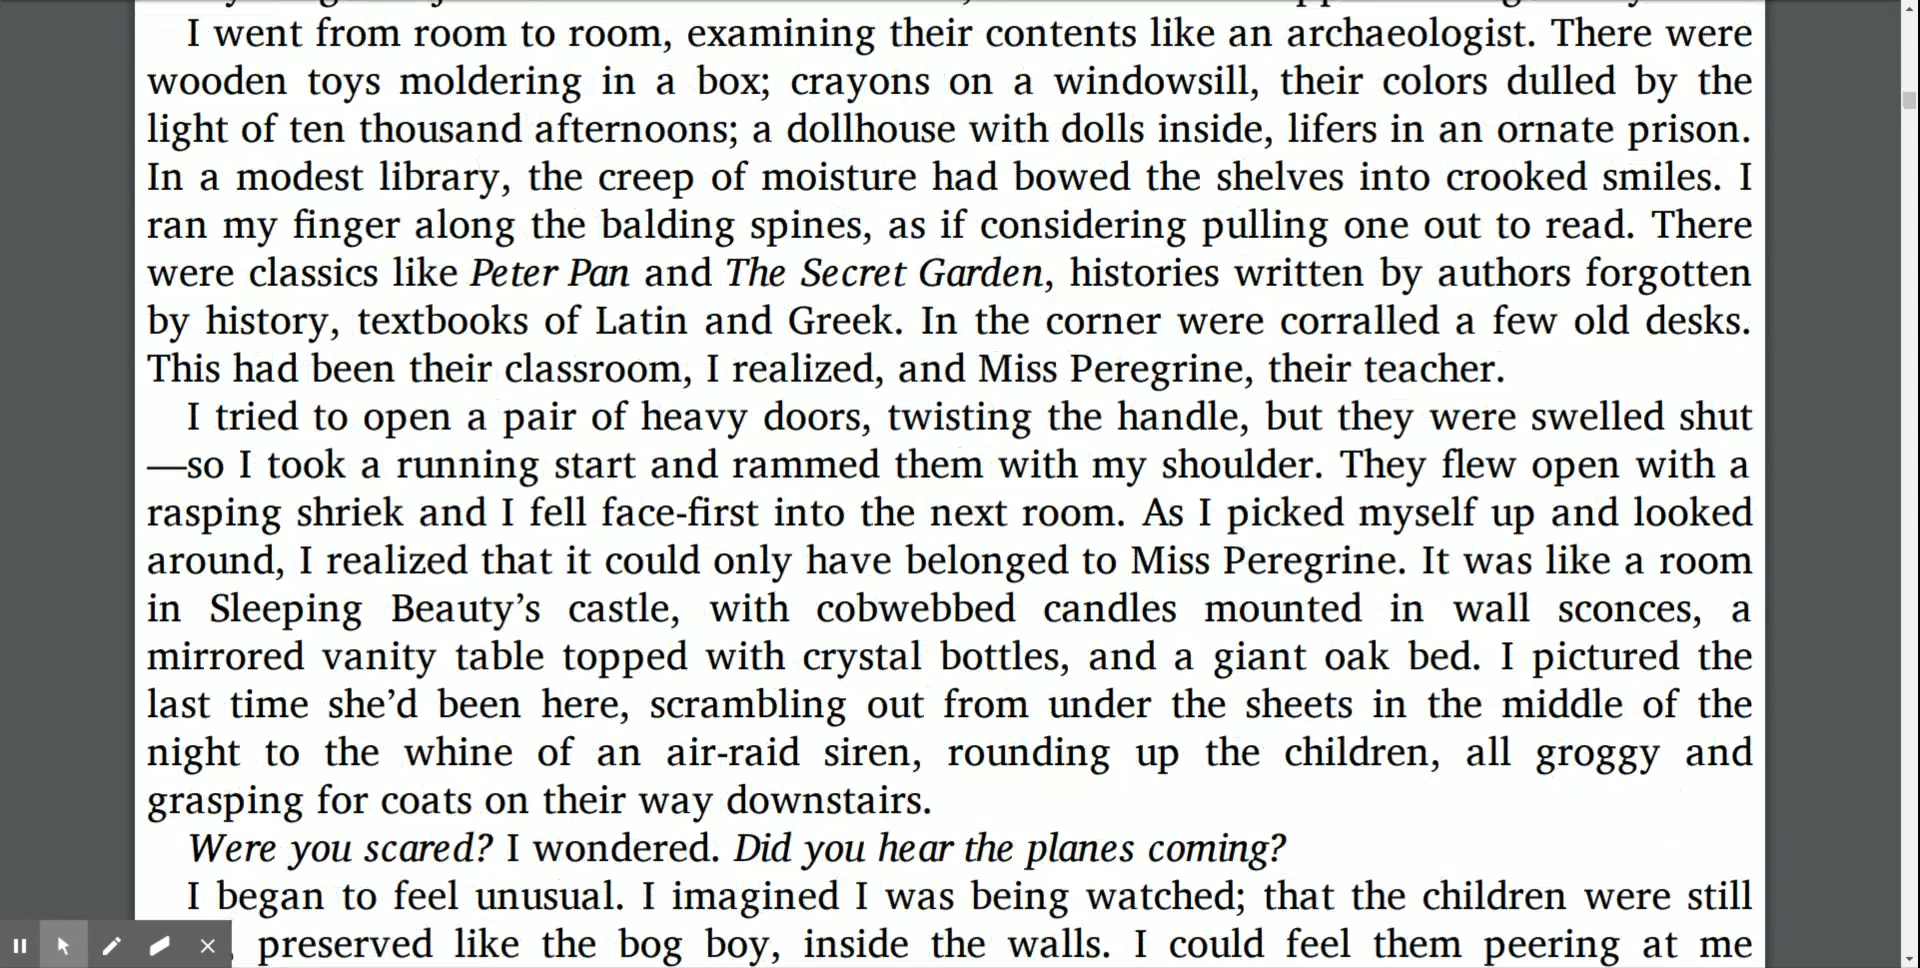 I went from room to room, examining their contents like an archaeologist. There were
wooden toys moldering in a box; crayons on a windowsill, their colors dulled by the
light of ten thousand afternoons; a dollhouse with dolls inside, lifers in an ornate prison.
In a modest library, the creep of moisture had bowed the shelves into crooked smiles. I
ran my finger along the balding spines, as if considering pulling one out to read. There
were classics like Peter Pan and The Secret Garden, histories written by authors forgotten
by history, textbooks of Latin and Greek. In the corner were corralled a few old desks.
This had been their classroom, I realized, and Miss Peregrine, their teacher.
I tried to open a pair of heavy doors, twisting the handle, but they were swelled shut
—so I took a running start and rammed them with my shoulder. They flew open with a
rasping shriek and I fell face-first into the next room. As I picked myself up and looked
around, I realized that it could only have belonged to Miss Peregrine. It was like a room
in Sleeping Beauty’s castle, with cobwebbed candles mounted in wall sconces, a
mirrored vanity table topped with crystal bottles, and a giant oak bed. I pictured the
last time she’d been here, scrambling out from under the sheets in the middle of the
night to the whine of an air-raid siren, rounding up the children, all groggy and
grasping for coats on their way downstairs.
Were you scared? I wondered. Did you hear the planes coming?
I began to feel unusual. I imagined I was being watched; that the children were still
preserved like the bog boy, inside the walls. I could feel them peering at me